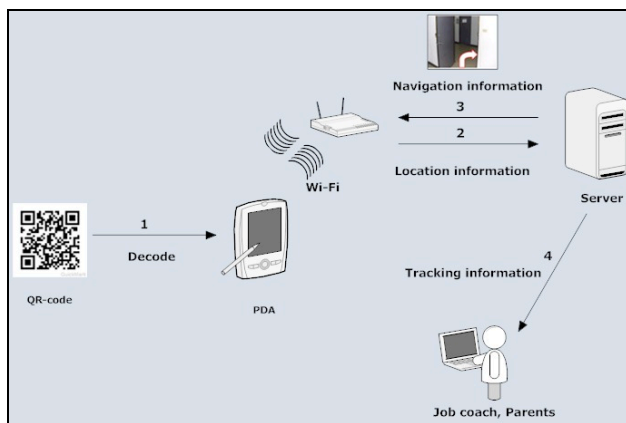 Navigation information
3
2
Location information
Wi-Fi
Server
1
Decode
QR-code
PDA
4
Tracking information
Job coach, Parents